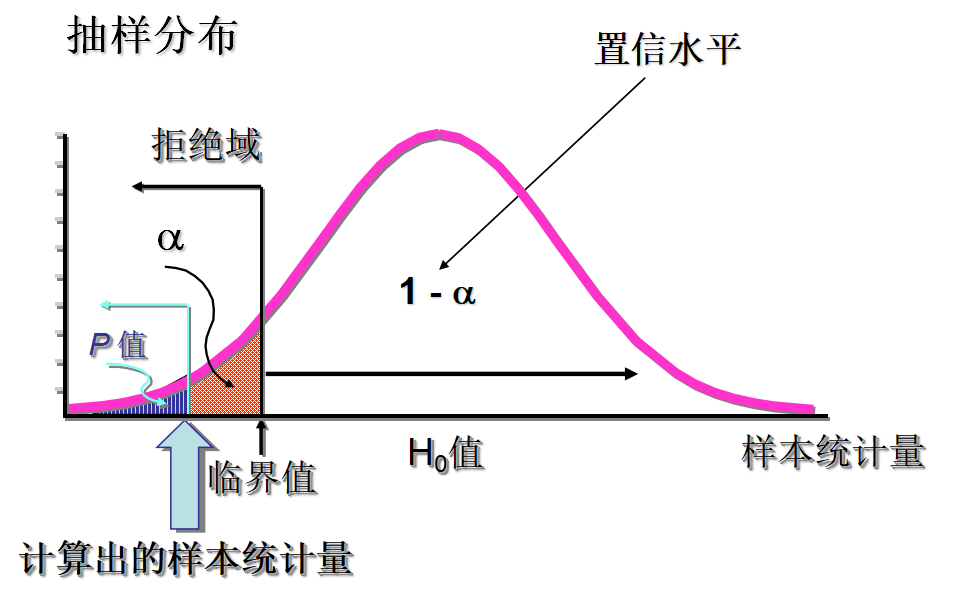 抽样分布
置信水平
拒绝域
α
1 - α
P 值
临界值
H₀值
样本统计量
计算出的样本统计量